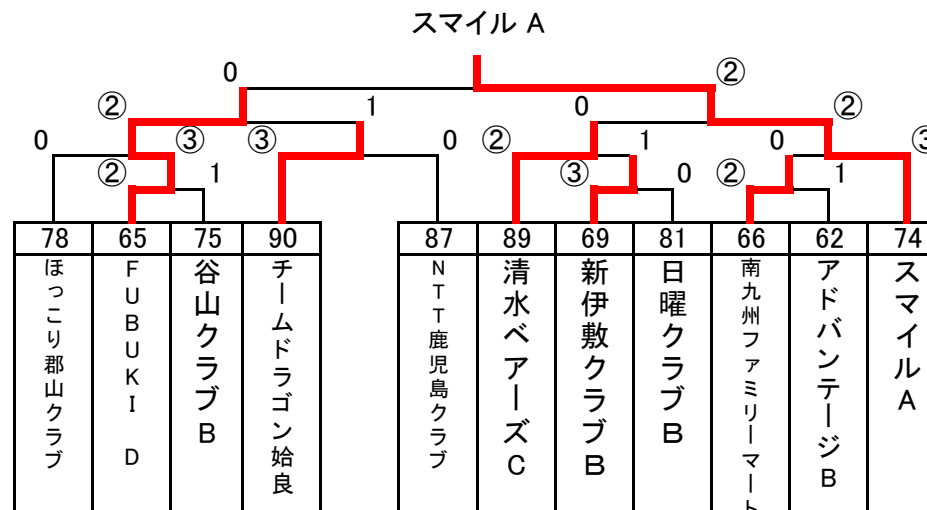 スマイル A
0 ②
② 1 0 ②
0 ③ ③ 0 ② 1 0 ③
② 1 ③ 0 ② 1
78 65 75 90 87 89 69 81 66 62 74
ほっこり郡山クラブ
FUBUKI D
谷山クラブB
チームドラゴン姶良
NTT鹿児島クラブ
清水ベアーズC
新伊敷クラブB
日曜クラブB
南九州ファミリーマート
アドバンテージB
スマイルA